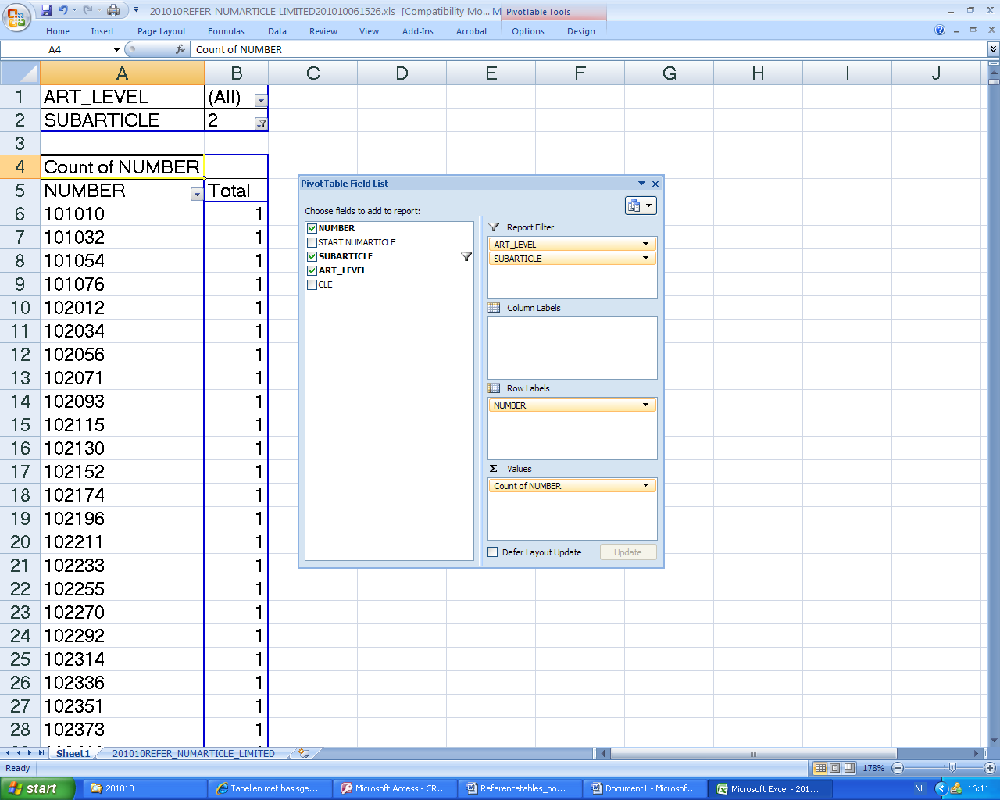 201010REFER_NUMARTICLE LIMITED201010061526.xls [Compatibility Mo... M
PivotTable Tools
Home Insert Page Layout Formulas Data Review View Add-Ins Acrobat Options Design
A4 fx Count of NUMBER
A B C D E F G H I J
1 ART_LEVEL (All)
2 SUBARTICLE 2
3
4 Count of NUMBER
5 NUMBER Total
6 101010 1
7 101032 1
8 101054 1
9 101076 1
10 102012 1
11 102034 1
12 102056 1
13 102071 1
14 102093 1
15 102115 1
16 102130 1
17 102152 1
18 102174 1
19 102196 1
20 102211 1
21 102233 1
22 102255 1
23 102270 1
24 102292 1
25 102314 1
26 102336 1
27 102351 1
28 102373 1
PivotTable Field List
Choose fields to add to report:
NUMBER
START NUMARTICLE
SUBARTICLE
ART_LEVEL
CLE
Report Filter
ART_LEVEL
SUBARTICLE
Column Labels
Row Labels
NUMBER
Σ Values
Count of NUMBER
Defer Layout Update Update
Sheet1 201010REFER_NUMARTICLE_LIMITED
Ready 178%
start 201010 Tabellen met basisge... Microsoft Access - CR... Referencetables_no... Document1 - Microsof... Microsoft Excel - 201... NL 16:11